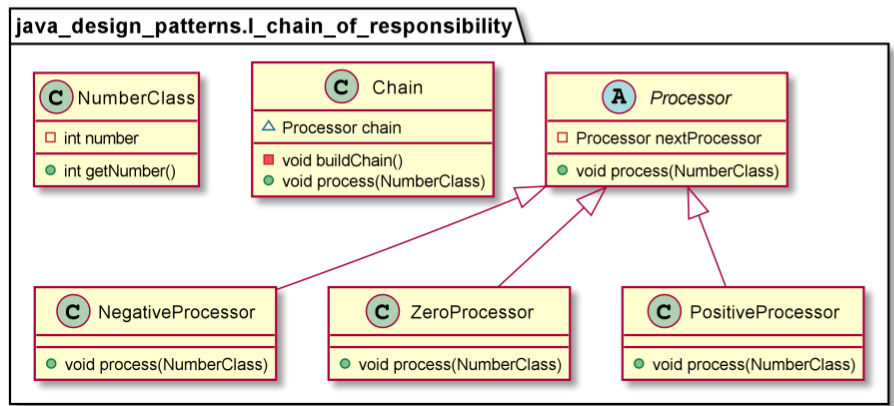 java_design_patterns.l_chain_of_responsibility
C NumberClass
int number
int getNumber()
C Chain
Processor chain
void buildChain()
void process(NumberClass)
A Processor
Processor nextProcessor
void process(NumberClass)
C NegativeProcessor
void process(NumberClass)
C ZeroProcessor
void process(NumberClass)
C PositiveProcessor
void process(NumberClass)